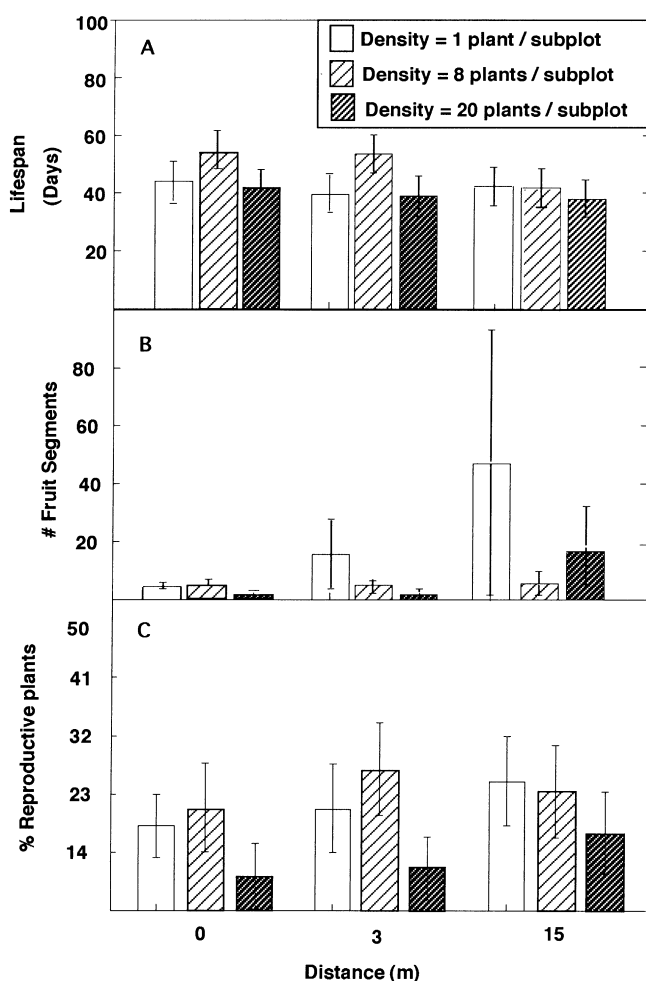 100
A
Density = 1 plant / subplot
Density = 8 plants / subplot
Density = 20 plants / subplot
80
60
40
20
Lifespan
(Days)
B
80
60
40
20
# Fruit Segments
C
50
41
32
23
14
% Reproductive plants
0 3 15
Distance (m)